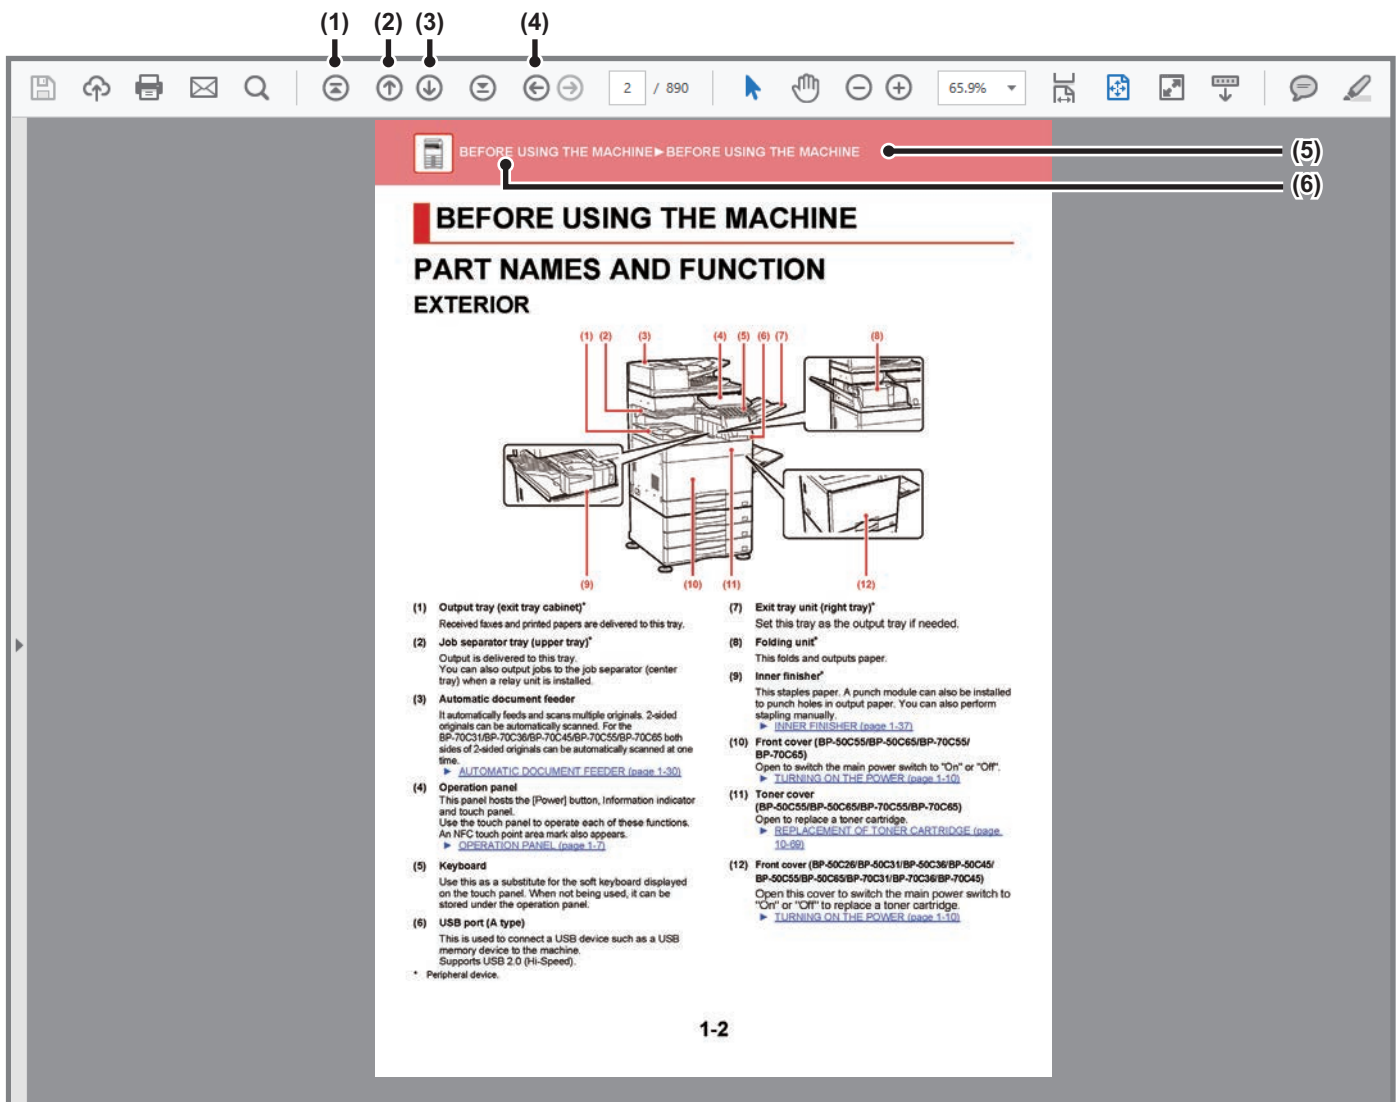 (1) (2) (3) (4)
2 / 890 65.9%
BEFORE USING THE MACHINE►BEFORE USING THE MACHINE
(5)
(6)
BEFORE USING THE MACHINE
PART NAMES AND FUNCTION
EXTERIOR
(1) (2) (3) (4) (5) (6) (7) (8)
(9) (10) (11) (12)
(1) Output tray (exit tray cabinet)*
Received faxes and printed papers are delivered to this tray.
(2) Job separator tray (upper tray)*
Output is delivered to this tray.
You can also output jobs to the job separator (center
tray) when a relay unit is installed.
(3) Automatic document feeder
It automatically feeds and scans multiple originals. 2-sided
originals can be automatically scanned. For the
BP-70C31/BP-70C36/BP-70C45/BP-70C55/BP-70C65 both
sides of 2-sided originals can be automatically scanned at one
time.
► AUTOMATIC DOCUMENT FEEDER (page 1-30)
(4) Operation panel
This panel hosts the [Power] button, Information indicator
and touch panel.
Use the touch panel to operate each of these functions.
An NFC touch point area mark also appears.
► OPERATION PANEL (page 1-7)
(5) Keyboard
Use this as a substitute for the soft keyboard displayed
on the touch panel. When not being used, it can be
stored under the operation panel.
(6) USB port (A type)
This is used to connect a USB device such as a USB
memory device to the machine.
Supports USB 2.0 (Hi-Speed).
* Peripheral device.
(7) Exit tray unit (right tray)*
Set this tray as the output tray if needed.
(8) Folding unit*
This folds and outputs paper.
(9) Inner finisher*
This staples paper. A punch module can also be installed
to punch holes in output paper. You can also perform
stapling manually.
► INNER FINISHER (page 1-37)
(10) Front cover (BP-50C55/BP-50C65/BP-70C55/
BP-70C65)
Open to switch the main power switch to "On" or "Off".
► TURNING ON THE POWER (page 1-10)
(11) Toner cover
(BP-50C55/BP-50C65/BP-70C55/BP-70C65)
Open to replace a toner cartridge.
► REPLACEMENT OF TONER CARTRIDGE (page
10-69)
(12) Front cover (BP-50C26/BP-50C31/BP-50C36/BP-50C45/
BP-50C55/BP-50C65/BP-70C31/BP-70C36/BP-70C45)
Open this cover to switch the main power switch to
"On" or "Off" to replace a toner cartridge.
► TURNING ON THE POWER (page 1-10)
1-2